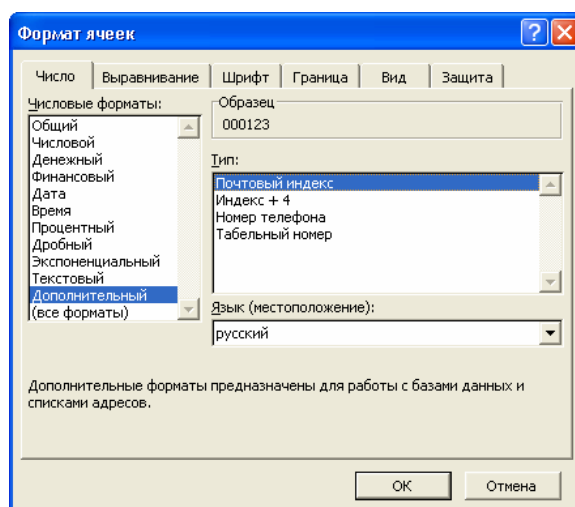 Формат ячеек
Число Выравнивание Шрифт Граница Вид Защита
Числовые форматы:
Общий
Числовой
Денежный
Финансовый
Дата
Время
Процентный
Дробный
Экспоненциальный
Текстовый
Дополнительный
(все форматы)
Образец
000123
Тип:
Почтовый индекс
Индекс + 4
Номер телефона
Табельный номер
Язык (местоположение):
русский
Дополнительные форматы предназначены для работы с базами данных и
списками адресов.
ОК Отмена